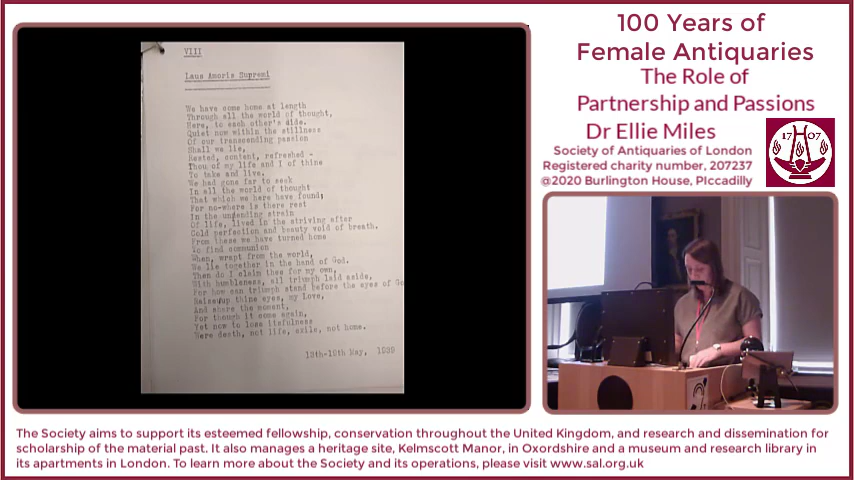 VIII
Laus Amoris Supremi
We have come home at length
Through all the world of thought,
Here, to each other's side.
Quiet now within the stillness
Of our transcending passion
Shall we lie,
Rested, content, refreshed -
Thou of my life and I of thine
To take and live.
We had gone far to seek
In all the world of thought
That which we here have found;
For no-where is there rest
In the unending strain
Of life, lived in the striving after
Cold perfection and beauty void of breath.
From these we have turned home
To find communion
When, wrapt from the world,
We lie together in the hand of God.
Then do I claim thee for my own,
With humbleness, all triumph laid aside,
For how can triumph stand before the eyes of Go
Raise up thine eyes, my Love,
And share the moment,
For though it come again,
Yet now to lose its fulness
Were death, not life, exile, not home.
May, 1939
100 Years of
Female Antiquaries
The Role of
Partnership and Passions
Dr Ellie Miles
Society of Antiquaries of London
Registered charity number, 207237
@2020 Burlington House, PIccadilly
17 07
The Society aims to support its esteemed fellowship, conservation throughout the United Kingdom, and research and dissemination for
scholarship of the material past. It also manages a heritage site, Kelmscott Manor, in Oxordshire and a museum and research library in
its apartments in London. To learn more about the Society and its operations, please visit www.sal.org.uk